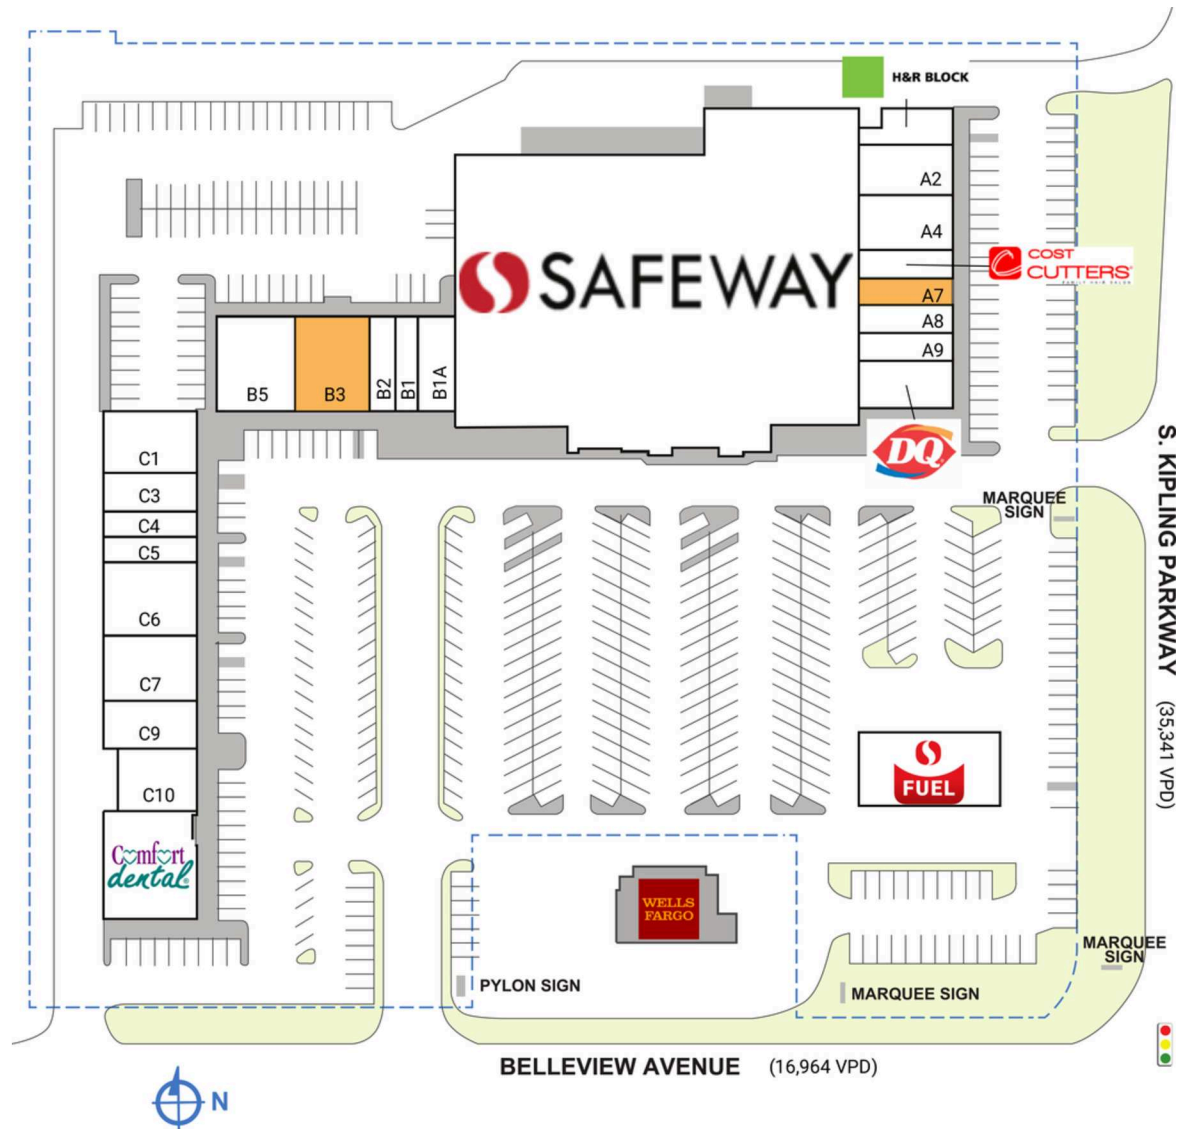 H&R BLOCK
A2
A4
COST
CUTTERS
SAFEWAY
A7
A8
A9
B5
B3
B2
B1
B1A
DQ
C1
C3
C4
C5
C6
C7
C9
C10
MARQUEE
SIGN
S. KIPLING PARKWAY (35,341 VPD)
FUEL
Comfort
dental
WELLS
FARGO
MARQUEE
SIGN
PYLON SIGN
MARQUEE SIGN
BELLEVIEW AVENUE (16,964 VPD)
N